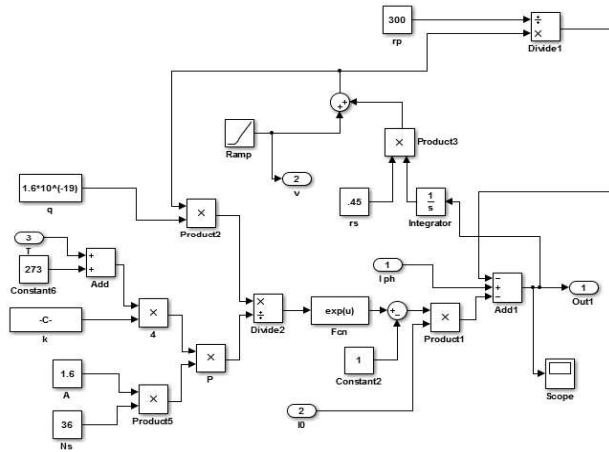 300
rp
÷
×
Divide1
+
+
Ramp
2
v
×
Product3
.45
rs
1
s
Integrator
1.6*10^(-19)
q
×
Product2
3
T
273
Constant6
+
+
Add
-C-
k
×
4
×
P
1.6
A
36
Ns
×
Product5
×
÷
Divide2
exp(u)
Fcn
+
−
1
Constant2
2
I0
×
Product1
1
I ph
−
+
−
Add1
1
Out1
Scope